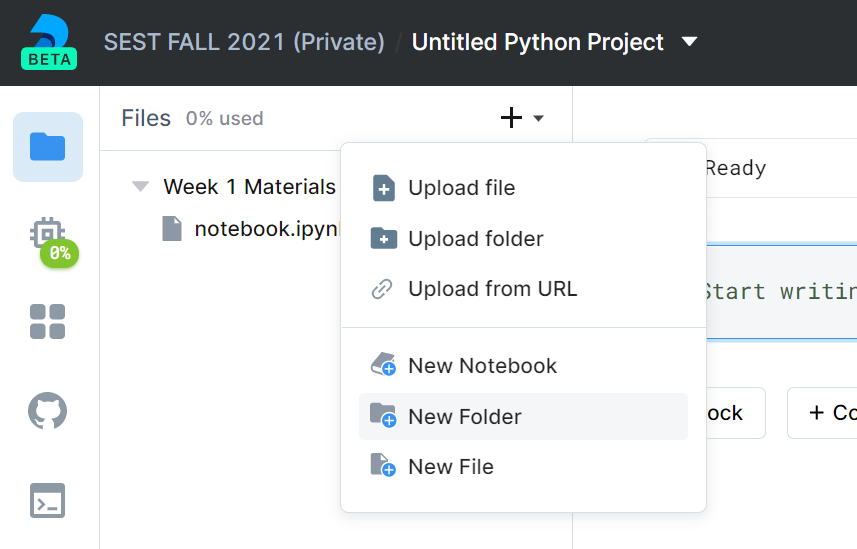 BETA
SEST FALL 2021 (Private) / Untitled Python Project
Files 0% used
Week 1 Materials
notebook.ipyn
0%
Upload file
Upload folder
Upload from URL
New Notebook
New Folder
New File
Ready
Start writin
ock
+ Co